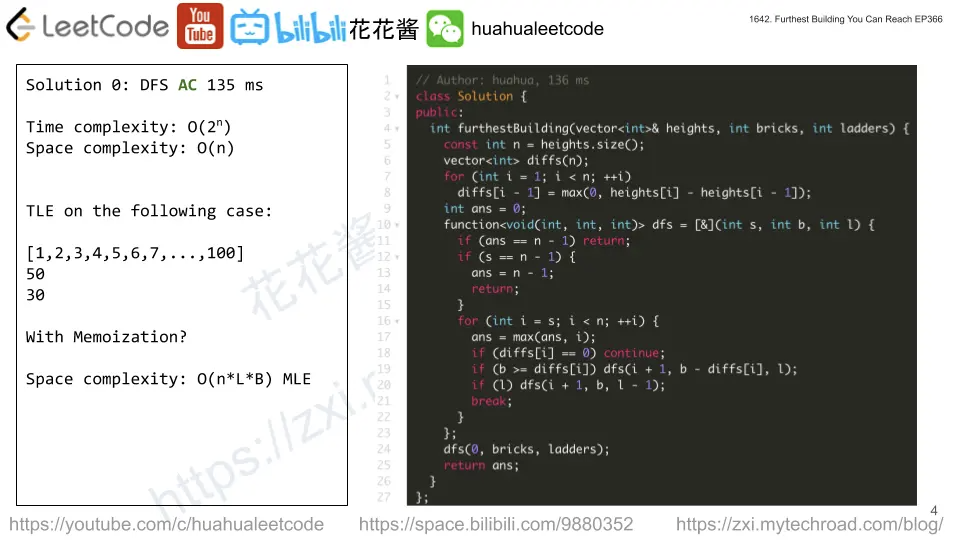 LeetCode
You
Tube
bilibili 花花酱
huahualeetcode
1642. Furthest Building You Can Reach EP366
Solution 0: DFS AC 135 ms
Time complexity: O(2ⁿ)
Space complexity: O(n)
TLE on the following case:
[1,2,3,4,5,6,7,...,100]
50
30
With Memoization?
Space complexity: O(n*L*B) MLE
花花酱
https://zxi.
1 // Author: huahua, 136 ms
2 class Solution {
3 public:
4 int furthestBuilding(vector<int>& heights, int bricks, int ladders) {
5 const int n = heights.size();
6 vector<int> diffs(n);
7 for (int i = 1; i < n; ++i)
8 diffs[i - 1] = max(0, heights[i] - heights[i - 1]);
9 int ans = 0;
10 function<void(int, int, int)> dfs = [&](int s, int b, int l) {
11 if (ans == n - 1) return;
12 if (s == n - 1) {
13 ans = n - 1;
14 return;
15 }
16 for (int i = s; i < n; ++i) {
17 ans = max(ans, i);
18 if (diffs[i] == 0) continue;
19 if (b >= diffs[i]) dfs(i + 1, b - diffs[i], l);
20 if (l) dfs(i + 1, b, l - 1);
21 break;
22 }
23 };
24 dfs(0, bricks, ladders);
25 return ans;
26 }
27 };
4
https://youtube.com/c/huahualeetcode
https://space.bilibili.com/9880352
https://zxi.mytechroad.com/blog/